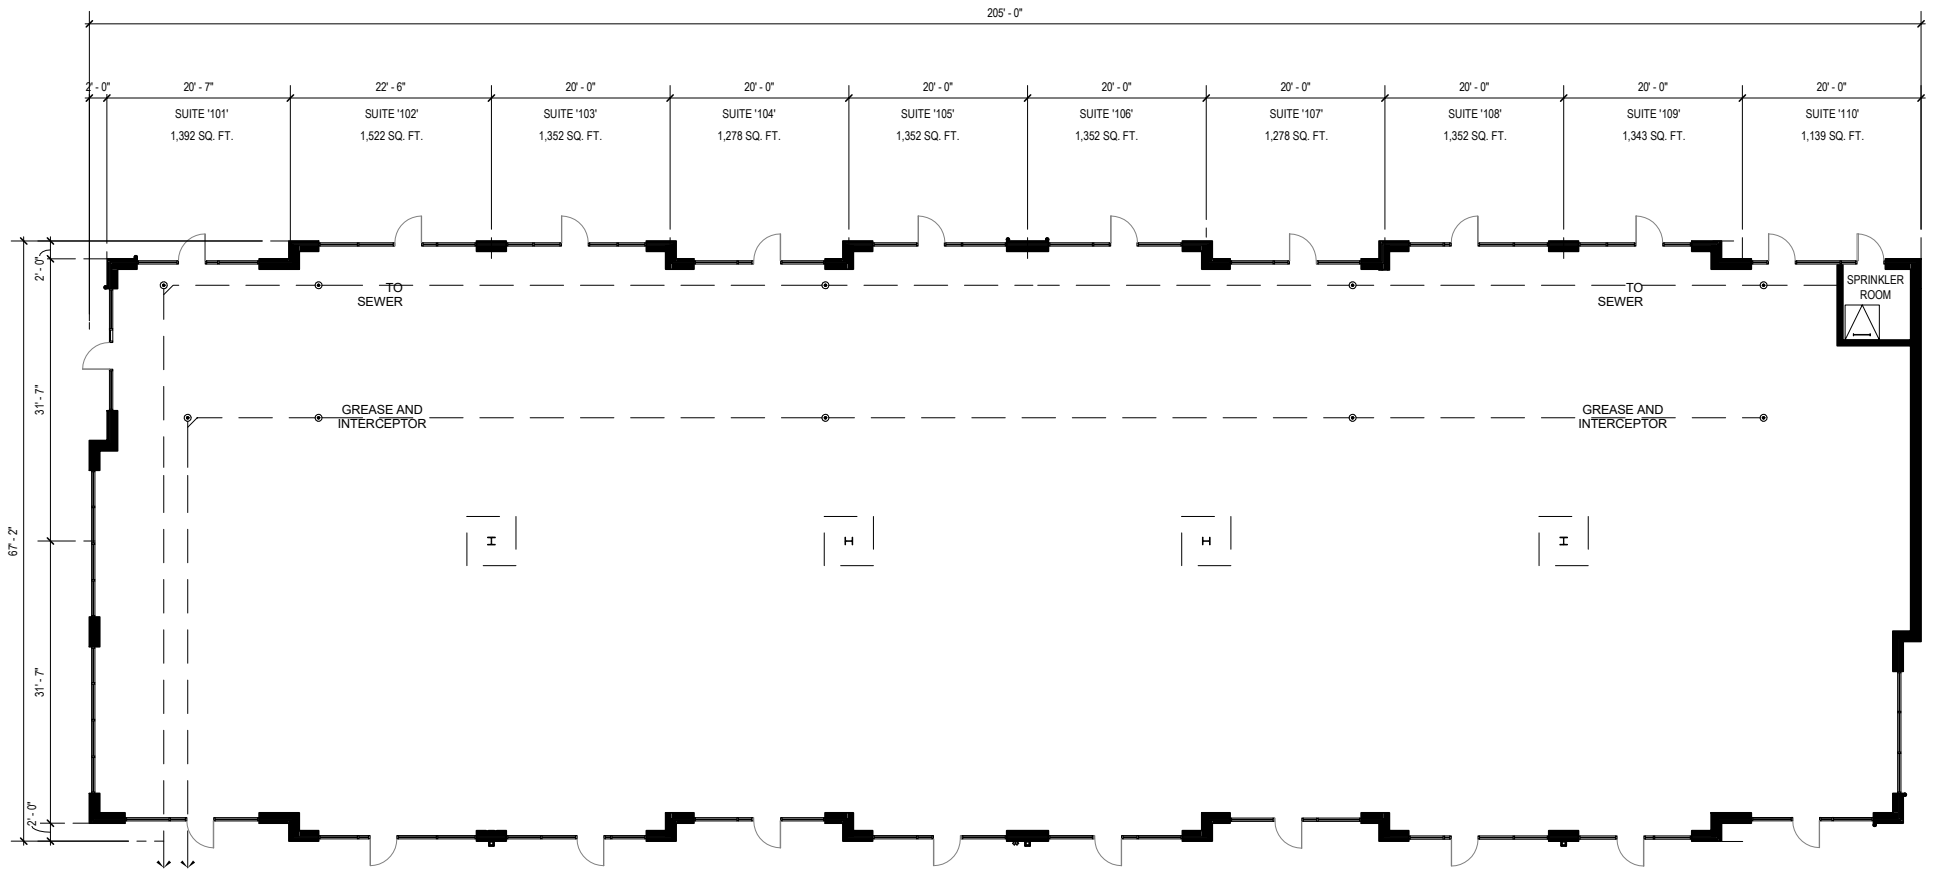 205' - 0"
2' - 0"
20' - 7"
22' - 6"
20' - 0"
20' - 0"
20' - 0"
20' - 0"
20' - 0"
20' - 0"
20' - 0"
20' - 0"
SUITE '101'
1,392 SQ. FT.
SUITE '102'
1,522 SQ. FT.
SUITE '103'
1,352 SQ. FT.
SUITE '104'
1,278 SQ. FT.
SUITE '105'
1,352 SQ. FT.
SUITE '106'
1,352 SQ. FT.
SUITE '107'
1,278 SQ. FT.
SUITE '108'
1,352 SQ. FT.
SUITE '109'
1,343 SQ. FT.
SUITE '110'
1,139 SQ. FT.
2' - 0"
TO
SEWER
TO
SEWER
SPRINKLER
ROOM
31' - 7"
GREASE AND
INTERCEPTOR
GREASE AND
INTERCEPTOR
67' - 2"
31' - 7"
2' - 0"